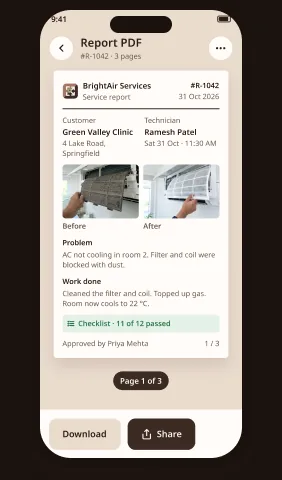 9:41
Report PDF
#R-1042 · 3 pages
BrightAir Services
#R-1042
Service report
31 Oct 2026
Customer
Technician
Green Valley Clinic
Ramesh Patel
4 Lake Road,
Springfield
Sat 31 Oct · 11:30 AM
Before
After
Problem
AC not cooling in room 2. Filter and coil were
blocked with dust.
Work done
Cleaned the filter and coil. Topped up gas.
Room now cools to 22 °C.
Checklist · 11 of 12 passed
Approved by Priya Mehta
1 / 3
Page 1 of 3
Download
Share